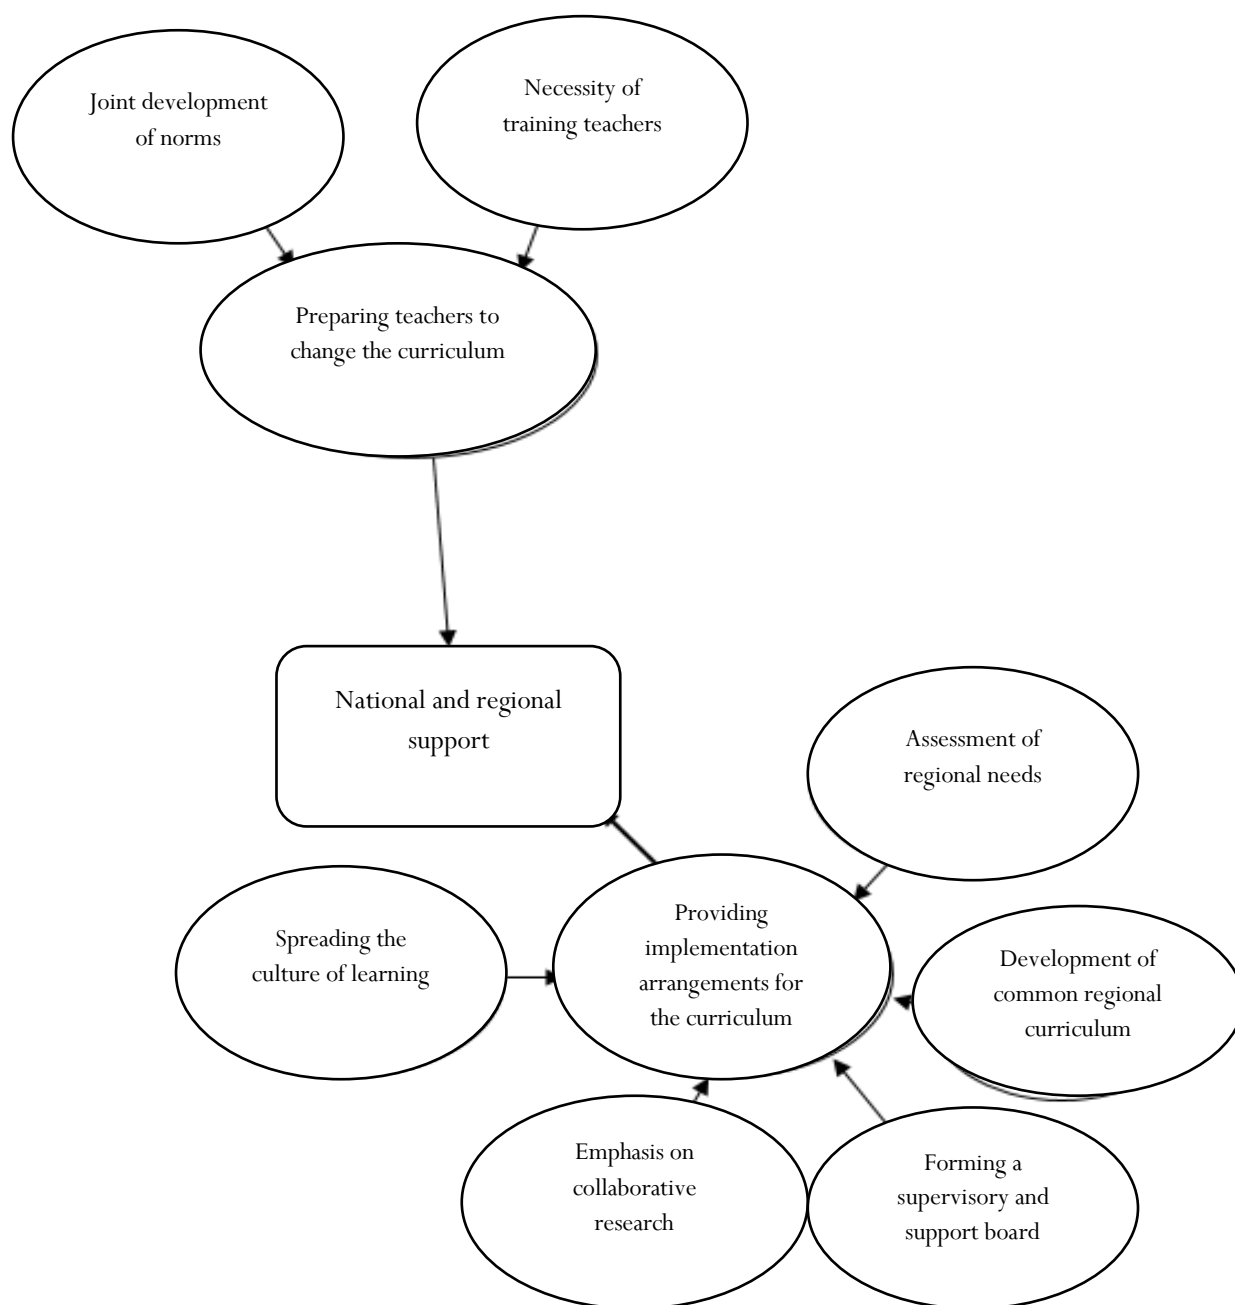 Joint development
of norms
Necessity of
training teachers
Preparing teachers to
change the curriculum
National and regional
support
Assessment of
regional needs
Spreading the
culture of learning
Providing
implementation
arrangements for
the curriculum
Development of
common regional
curriculum
Emphasis on
collaborative
research
Forming a
supervisory and
support board